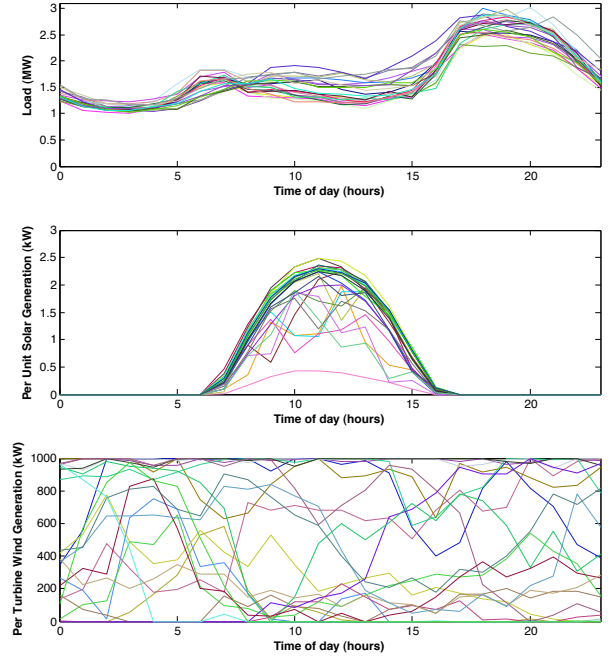 Load (MW)
3
2.5
2
1.5
1
0.5
0
0 5 10 15 20
Time of day (hours)
Per Unit Solar Generation (kW)
3
2.5
2
1.5
1
0.5
0
0 5 10 15 20
Time of day (hours)
Per Turbine Wind Generation (kW)
1000
800
600
400
200
0
0 5 10 15 20
Time of day (hours)